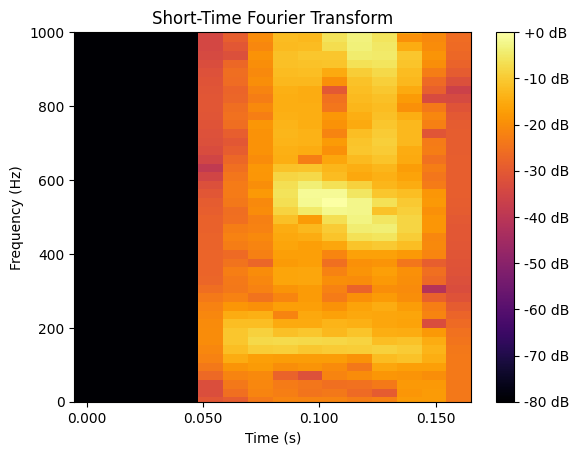 Short-Time Fourier Transform
1000
800
600
400
200
0
Frequency (Hz)
0.000
0.050
0.100
0.150
Time (s)
+0 dB
-10 dB
-20 dB
-30 dB
-40 dB
-50 dB
-60 dB
-70 dB
-80 dB